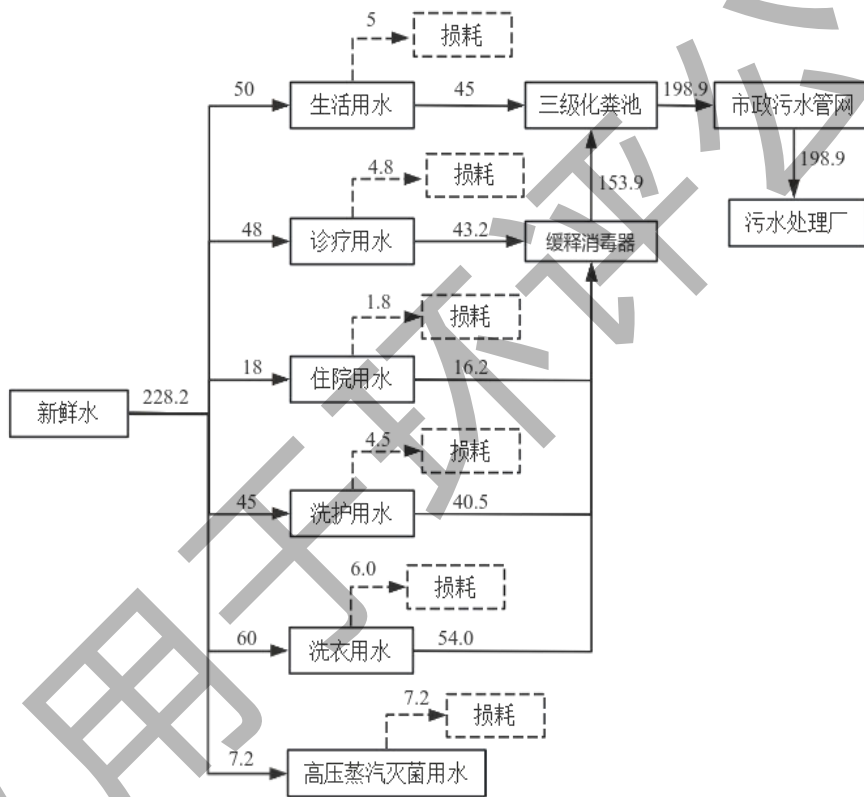 5
损耗
50
生活用水
45
三级化粪池
198.9
市政污水管网
4.8
损耗
153.9
198.9
48
诊疗用水
43.2
缓释消毒器
污水处理厂
1.8
损耗
18
住院用水
16.2
新鲜水
228.2
4.5
损耗
45
洗护用水
40.5
6.0
损耗
60
洗衣用水
54.0
7.2
损耗
7.2
高压蒸汽灭菌用水
用于环评公